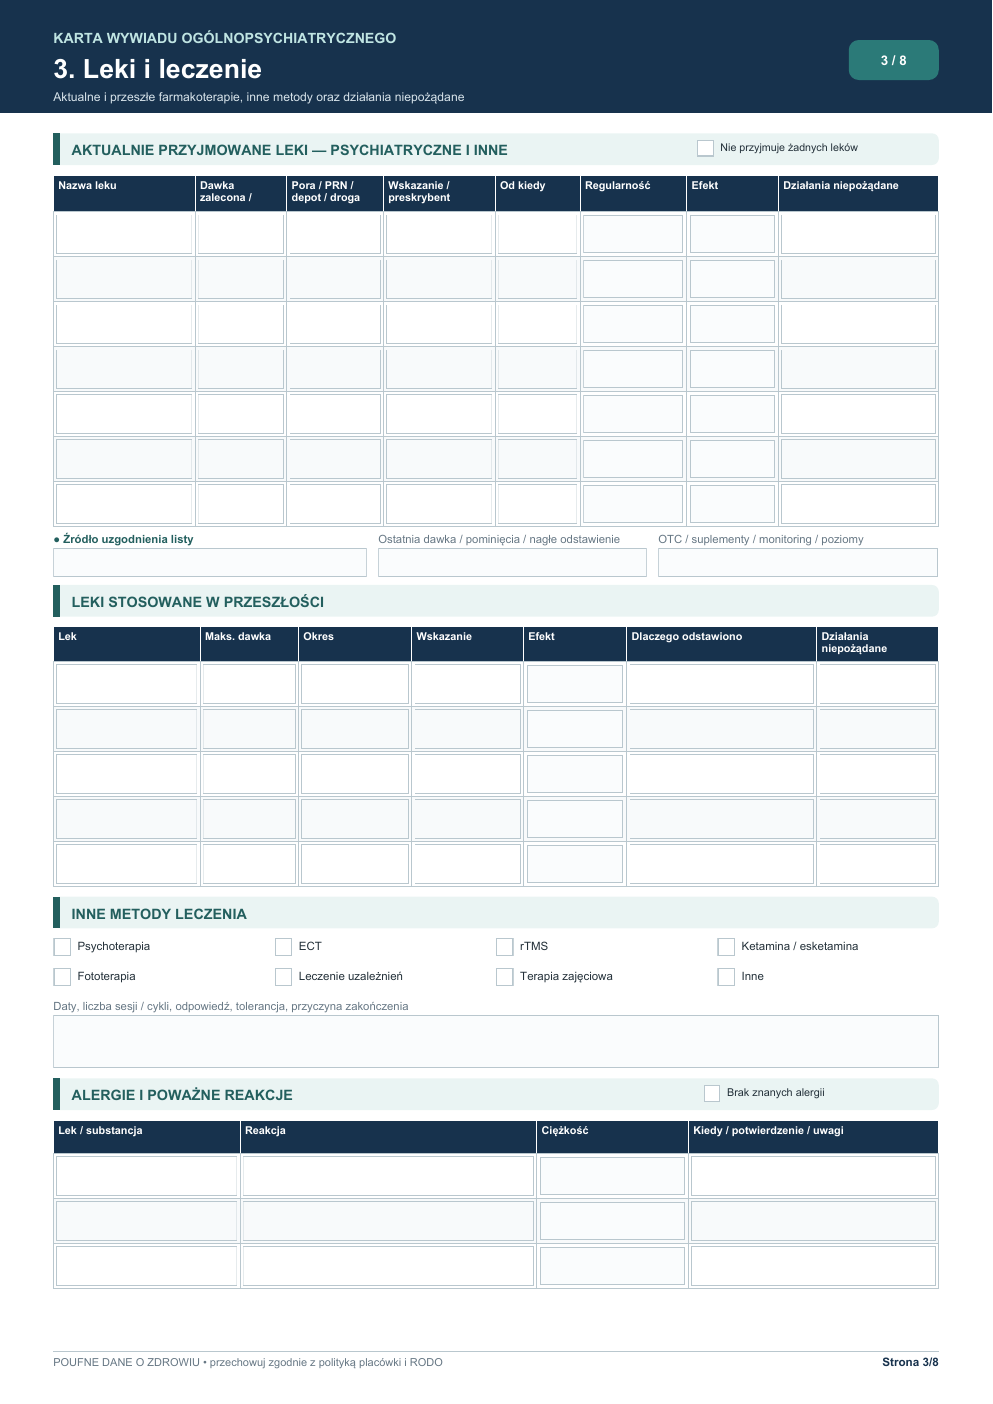 KARTA WYWIADU OGÓLNOPSYCHIATRYCZNEGO
3. Leki i leczenie
3 / 8
Aktualne i przeszłe farmakoterapie, inne metody oraz działania niepożądane
AKTUALNIE PRZYJMOWANE LEKI — PSYCHIATRYCZNE I INNE
Nie przyjmuje żadnych leków
Nazwa leku
Dawka
zalecona /
Pora / PRN /
depot / droga
Wskazanie /
preskrybent
Od kiedy
Regularność
Efekt
Działania niepożądane
● Źródło uzgodnienia listy
Ostatnia dawka / pominięcia / nagłe odstawienie
OTC / suplementy / monitoring / poziomy
LEKI STOSOWANE W PRZESZŁOŚCI
Lek
Maks. dawka
Okres
Wskazanie
Efekt
Dlaczego odstawiono
Działania
niepożądane
INNE METODY LECZENIA
Psychoterapia
ECT
rTMS
Ketamina / esketamina
Fototerapia
Leczenie uzależnień
Terapia zajęciowa
Inne
Daty, liczba sesji / cykli, odpowiedź, tolerancja, przyczyna zakończenia
ALERGIE I POWAŻNE REAKCJE
Brak znanych alergii
Lek / substancja
Reakcja
Ciężkość
Kiedy / potwierdzenie / uwagi
POUFNE DANE O ZDROWIU • przechowuj zgodnie z polityką placówki i RODO
Strona 3/8